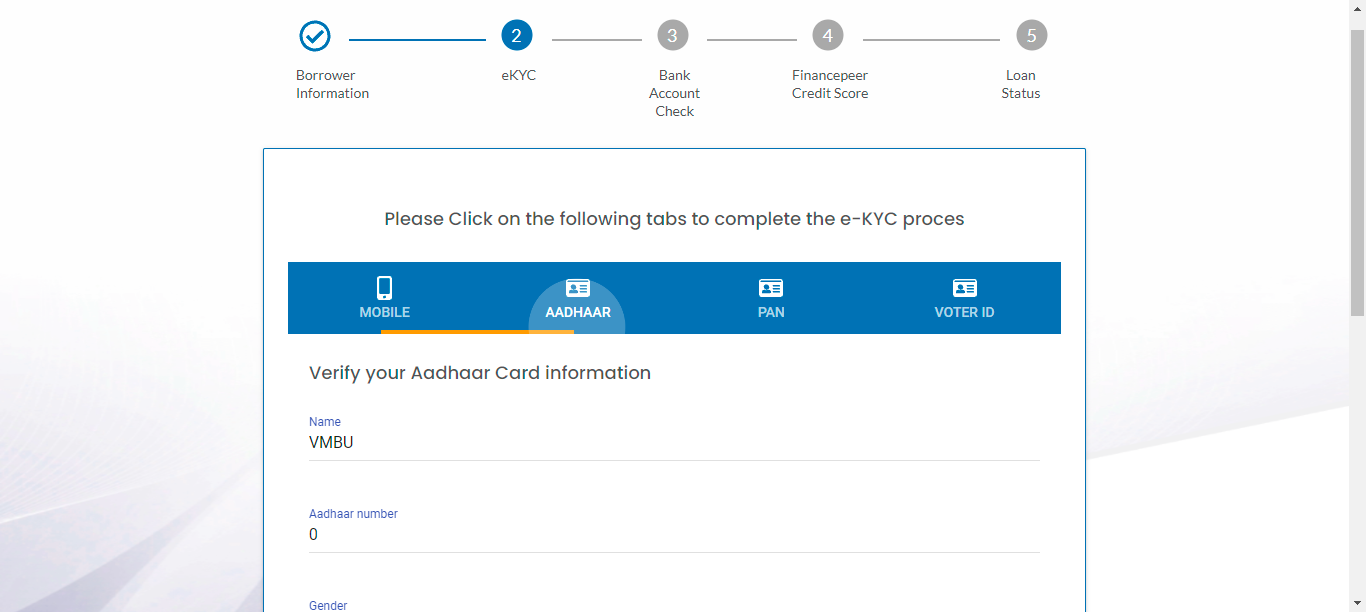 2
3
4
5
Borrower
Information
eKYC
Bank
Account
Check
Financepeer
Credit Score
Loan
Status
Please Click on the following tabs to complete the e-KYC proces
MOBILE
AADHAAR
PAN
VOTER ID
Verify your Aadhaar Card information
Name
VMBU
Aadhaar number
0
Gender